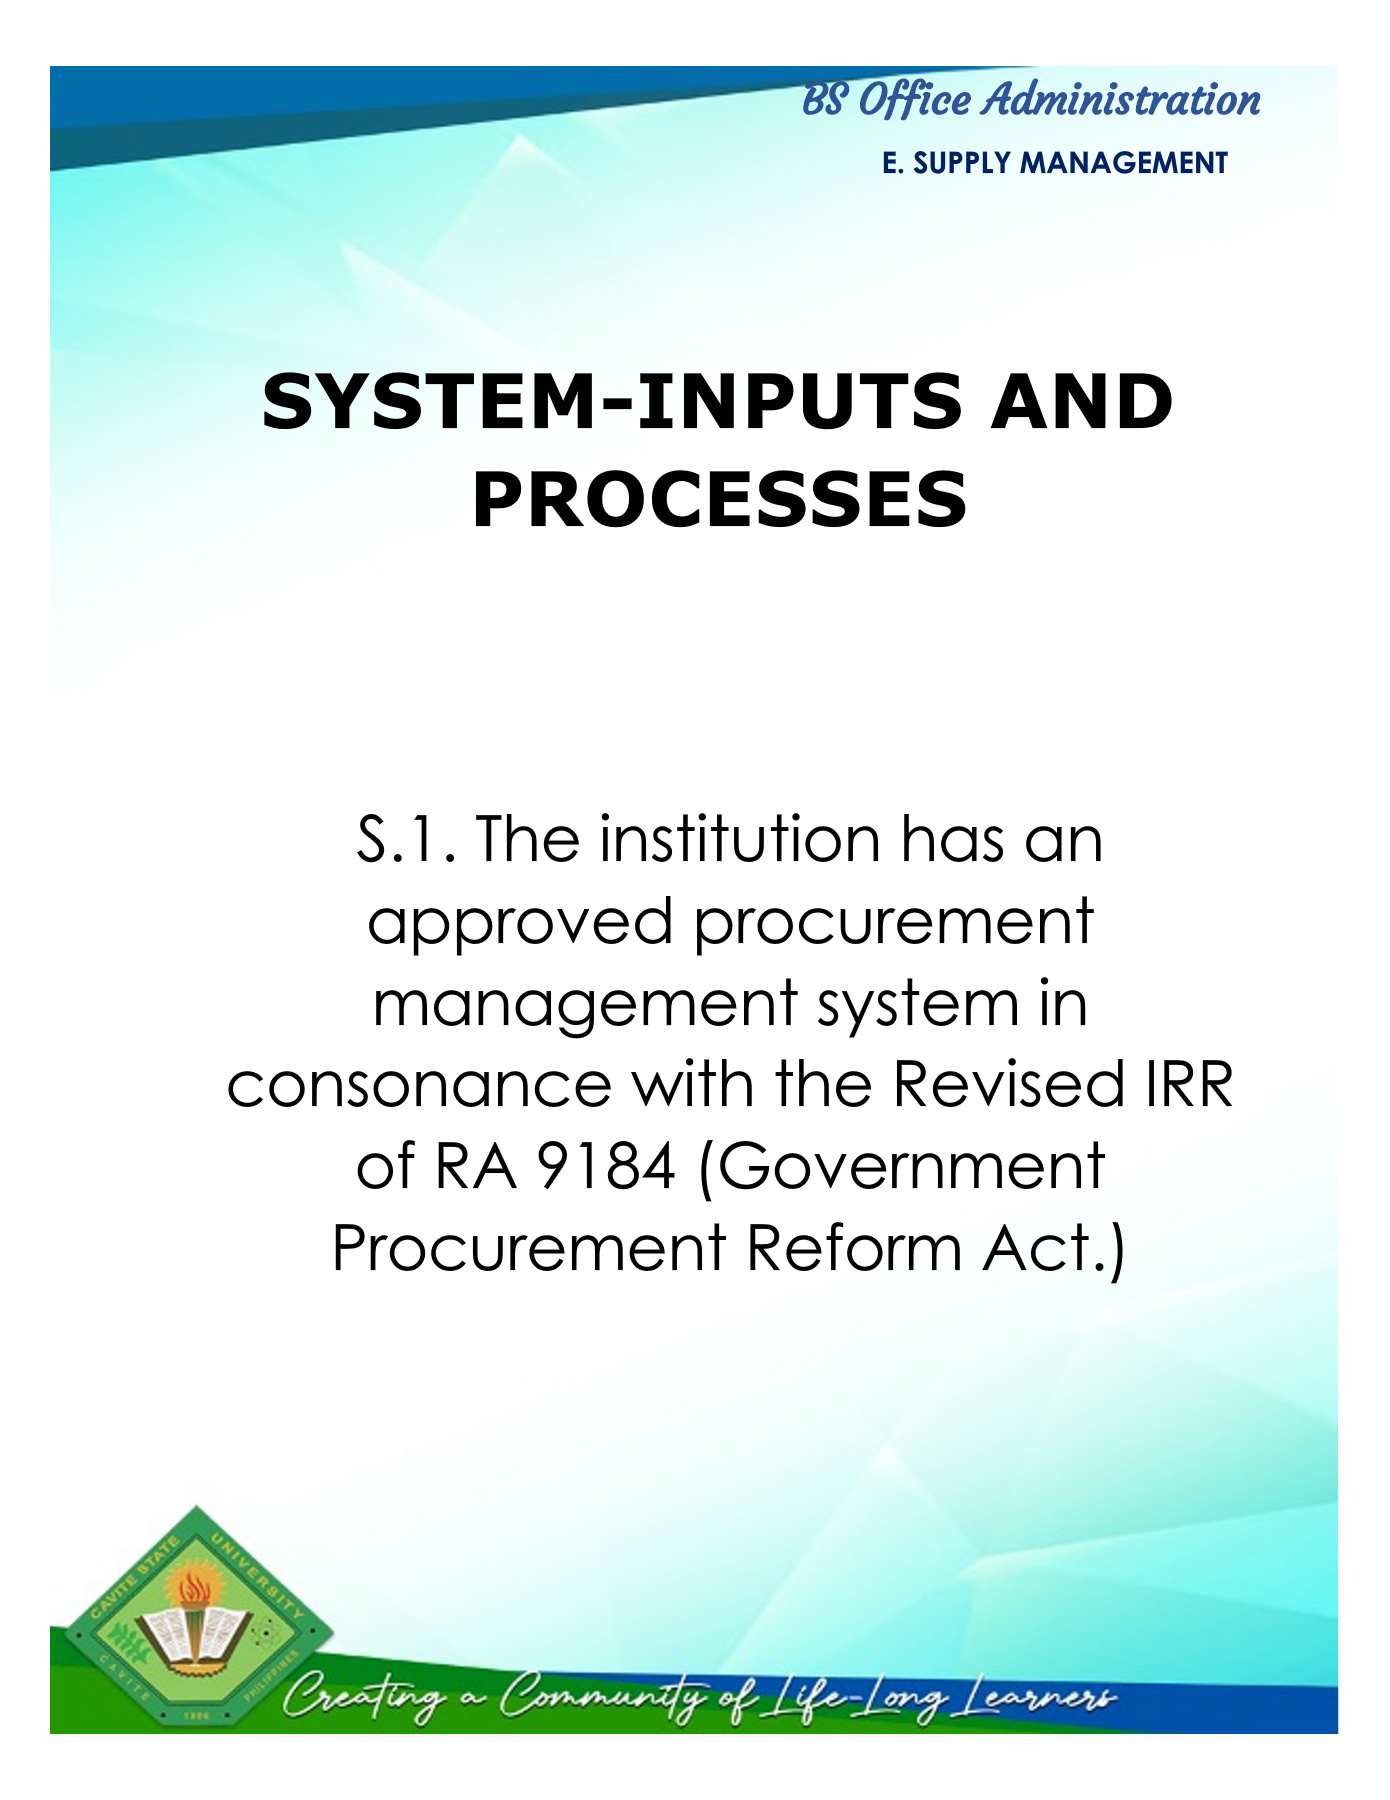 BS Office Administration
E. SUPPLY MANAGEMENT
SYSTEM-INPUTS AND
PROCESSES
S.1. The institution has an
approved procurement
management system in
consonance with the Revised IRR
of RA 9184 (Government
Procurement Reform Act.)
CAVITE STATE UNIVERSITY
CAVITE
1906
PHILIPPINES
Creating a Community of Life-Long Learners